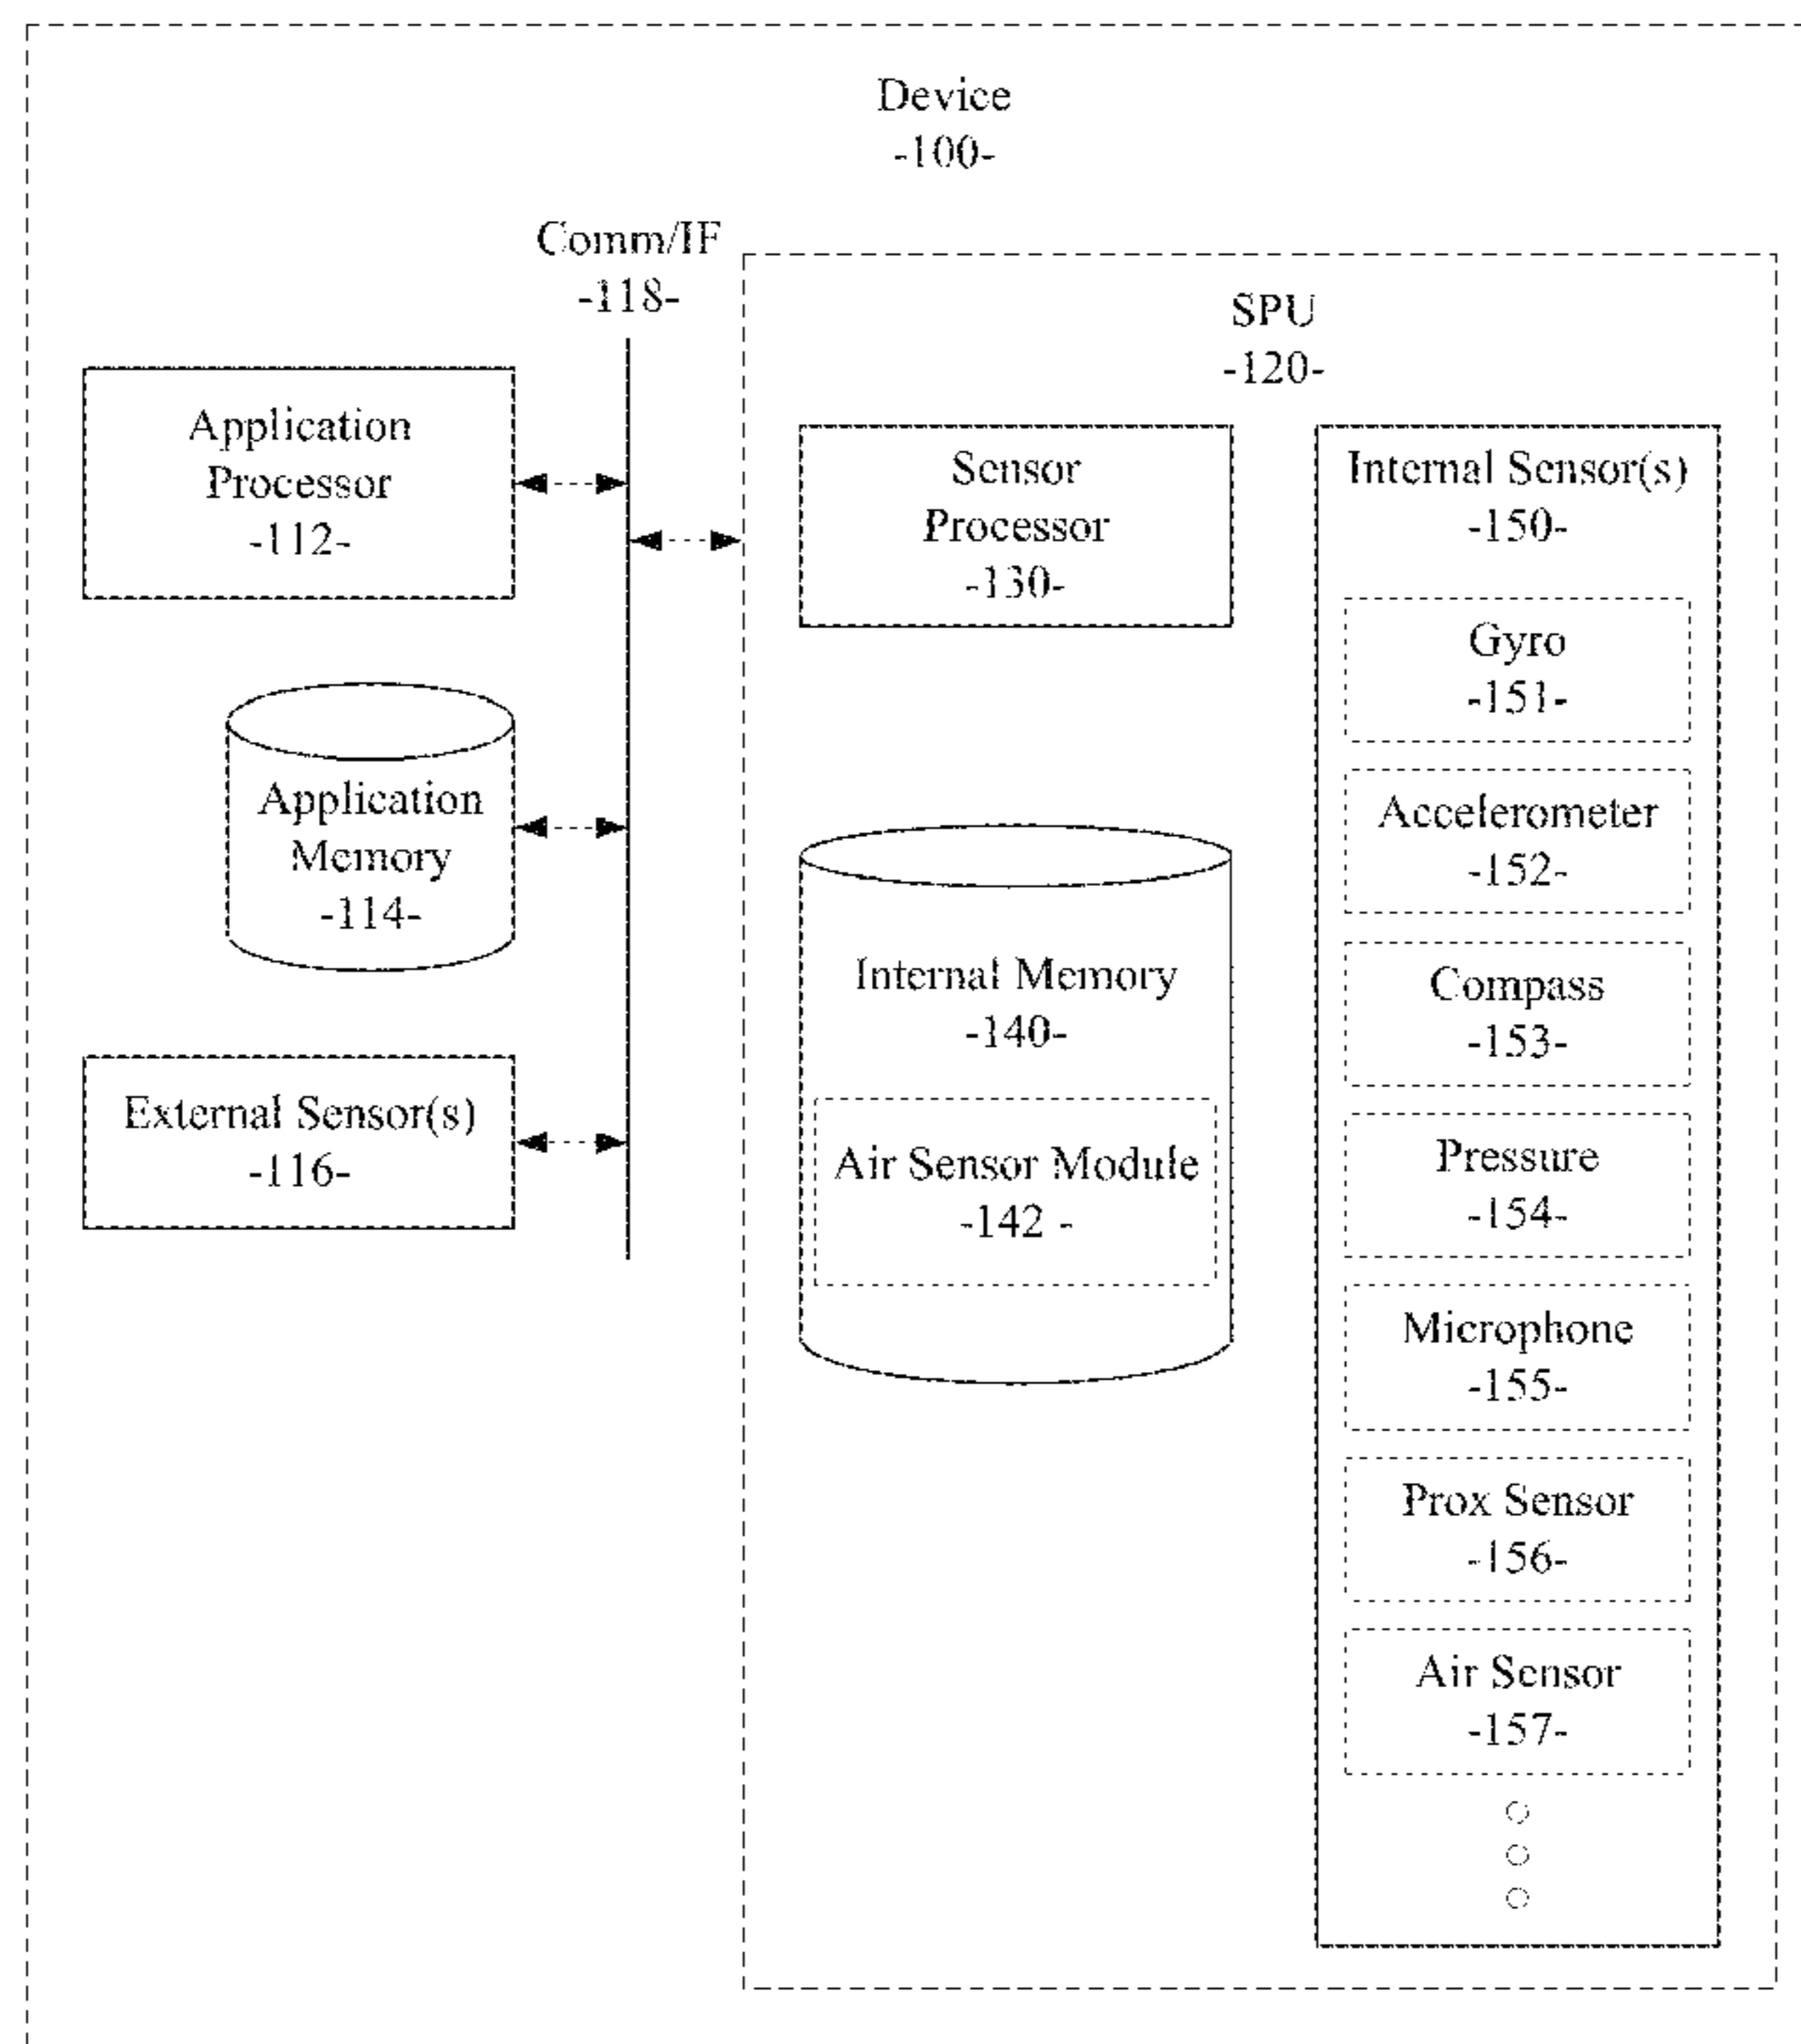 Device
-100-
Comm/IF
-118-
Application
Processor
-112-
Application
Memory
-114-
External Sensor(s)
-116-
SPU
-120-
Sensor
Processor
-130-
Internal Memory
-140-
Air Sensor Module
-142 -
Internal Sensor(s)
-150-
Gyro
-151-
Accelerometer
-152-
Compass
-153-
Pressure
-154-
Microphone
-155-
Prox Sensor
-156-
Air Sensor
-157-